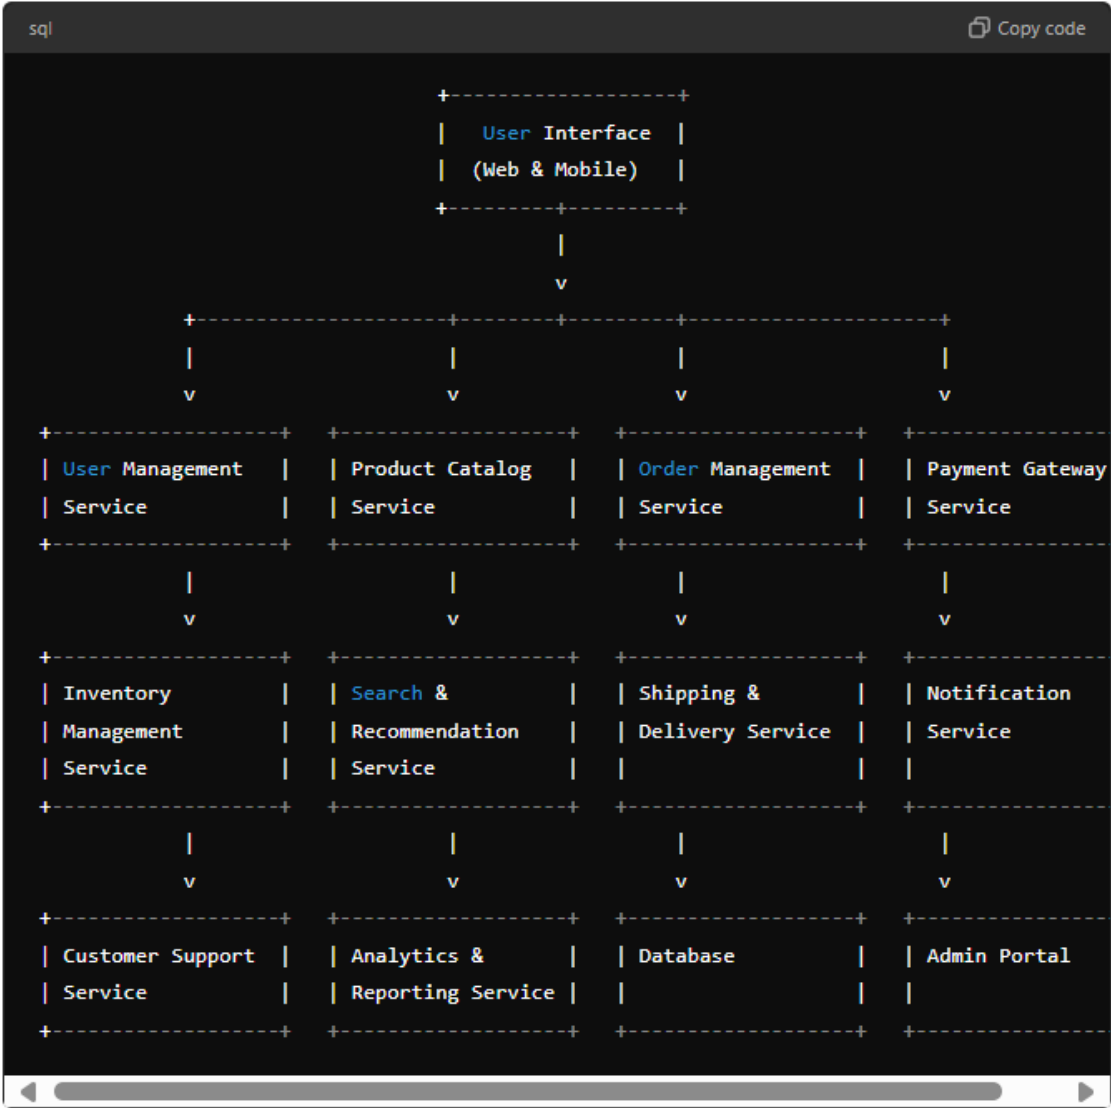 sql Copy code
+-------------------+
|   User Interface  |
|  (Web & Mobile)   |
+---------+---------+
|
v
+---------------------+--------+---------+---------------------+
| | | |
v v v v
+-------------------+   +-------------------+   +-------------------+   +-----------------
| User Management   |   | Product Catalog   |   | Order Management  |   | Payment Gateway
| Service           |   | Service           |   | Service           |   | Service
+-------------------+   +-------------------+   +-------------------+   +-----------------
| | | |
v v v v
+-------------------+   +-------------------+   +-------------------+   +-----------------
| Inventory         |   | Search &          |   | Shipping &        |   | Notification
| Management        |   | Recommendation    |   | Delivery Service  |   | Service
| Service           |   | Service           |   |                   |   |
+-------------------+   +-------------------+   +-------------------+   +-----------------
| | | |
v v v v
+-------------------+   +-------------------+   +-------------------+   +-----------------
| Customer Support  |   | Analytics &       |   | Database          |   | Admin Portal
| Service           |   | Reporting Service |   |                   |   |
+-------------------+   +-------------------+   +-------------------+   +-----------------